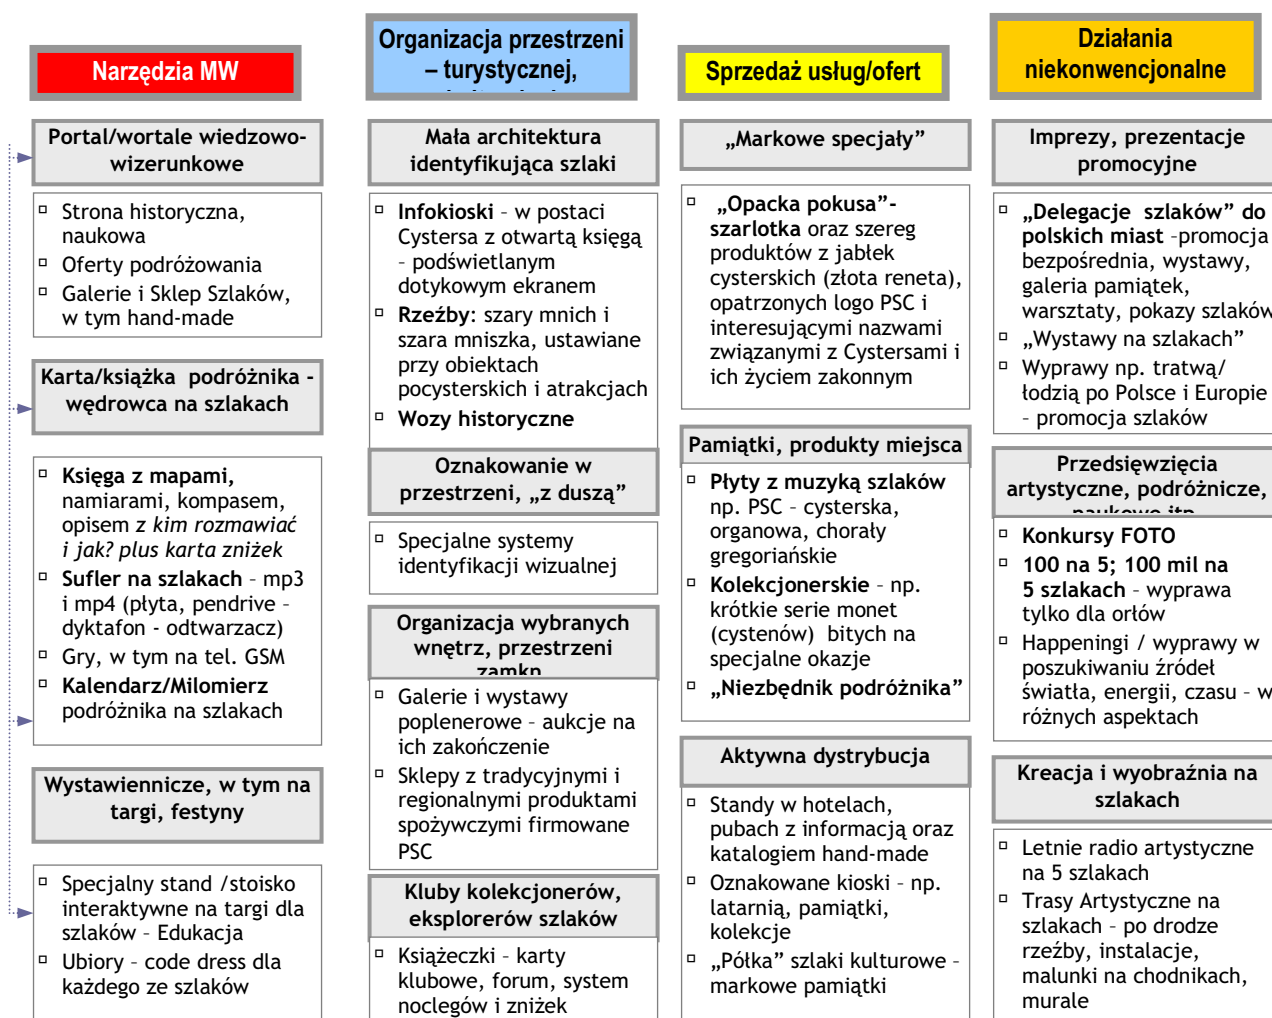 Narzędzia MW
Portal/wortale wiedzowo-
wizerunkowe
▫ Strona historyczna,
naukowa
▫ Oferty podróżowania
▫ Galerie i Sklep Szlaków,
w tym hand-made
Karta/książka podróżnika -
wędrowca na szlakach
▫ Księga z mapami,
namiarami, kompasem,
opisem z kim rozmawiać
i jak? plus karta zniżek
▫ Sufler na szlakach – mp3
i mp4 (płyta, pendrive –
dyktafon - odtwarzacz)
▫ Gry, w tym na tel. GSM
▫ Kalendarz/Milomierz
podróżnika na szlakach
Wystawiennicze, w tym na
targi, festyny
▫ Specjalny stand /stoisko
interaktywne na targi dla
szlaków – Edukacja
▫ Ubiory – code dress dla
każdego ze szlaków
Organizacja przestrzeni
– turystycznej,
Mała architektura
identyfikująca szlaki
▫ Infokioski – w postaci
Cystersa z otwartą księgą
– podświetlanym
dotykowym ekranem
▫ Rzeźby: szary mnich i
szara mniszka, ustawiane
przy obiektach
pocysterskich i atrakcjach
▫ Wozy historyczne
Oznakowanie w
przestrzeni, „z duszą”
▫ Specjalne systemy
identyfikacji wizualnej
Organizacja wybranych
wnętrz, przestrzeni
zamkn
▫ Galerie i wystawy
poplenerowe – aukcje na
ich zakończenie
▫ Sklepy z tradycyjnymi i
regionalnymi produktami
spożywczymi firmowane
PSC
Kluby kolekcjonerów,
eksplorerów szlaków
▫ Książeczki – karty
klubowe, forum, system
noclegów i zniżek
Sprzedaż usług/ofert
„Markowe specjały”
▫ „Opacka pokusa”-
szarlotka oraz szereg
produktów z jabłek
cysterskich (złota reneta),
opatrzonych logo PSC i
interesującymi nazwami
związanymi z Cystersami i
ich życiem zakonnym
Pamiątki, produkty miejsca
▫ Płyty z muzyką szlaków
np. PSC – cysterska,
organowa, chorały
gregoriańskie
▫ Kolekcjonerskie – np.
krótkie serie monet
(cystenów) bitych na
specjalne okazje
▫ „Niezbędnik podróżnika”
Aktywna dystrybucja
▫ Standy w hotelach,
pubach z informacją oraz
katalogiem hand-made
▫ Oznakowane kioski – np.
latarnią, pamiątki,
kolekcje
▫ „Półka” szlaki kulturowe –
markowe pamiątki
Działania
niekonwencjonalne
Imprezy, prezentacje
promocyjne
▫ „Delegacje szlaków” do
polskich miast –promocja
bezpośrednia, wystawy,
galeria pamiątek,
warsztaty, pokazy szlaków
▫ „Wystawy na szlakach”
▫ Wyprawy np. tratwą/
łodzią po Polsce i Europie
– promocja szlaków
Przedsięwzięcia
artystyczne, podróżnicze,
naukowe itp
▫ Konkursy FOTO
▫ 100 na 5; 100 mil na
5 szlakach – wyprawa
tylko dla orłów
▫ Happeningi / wyprawy w
poszukiwaniu źródeł
światła, energii, czasu – w
różnych aspektach
Kreacja i wyobraźnia na
szlakach
▫ Letnie radio artystyczne
na 5 szlakach
▫ Trasy Artystyczne na
szlakach – po drodze
rzeźby, instalacje,
malunki na chodnikach,
murale